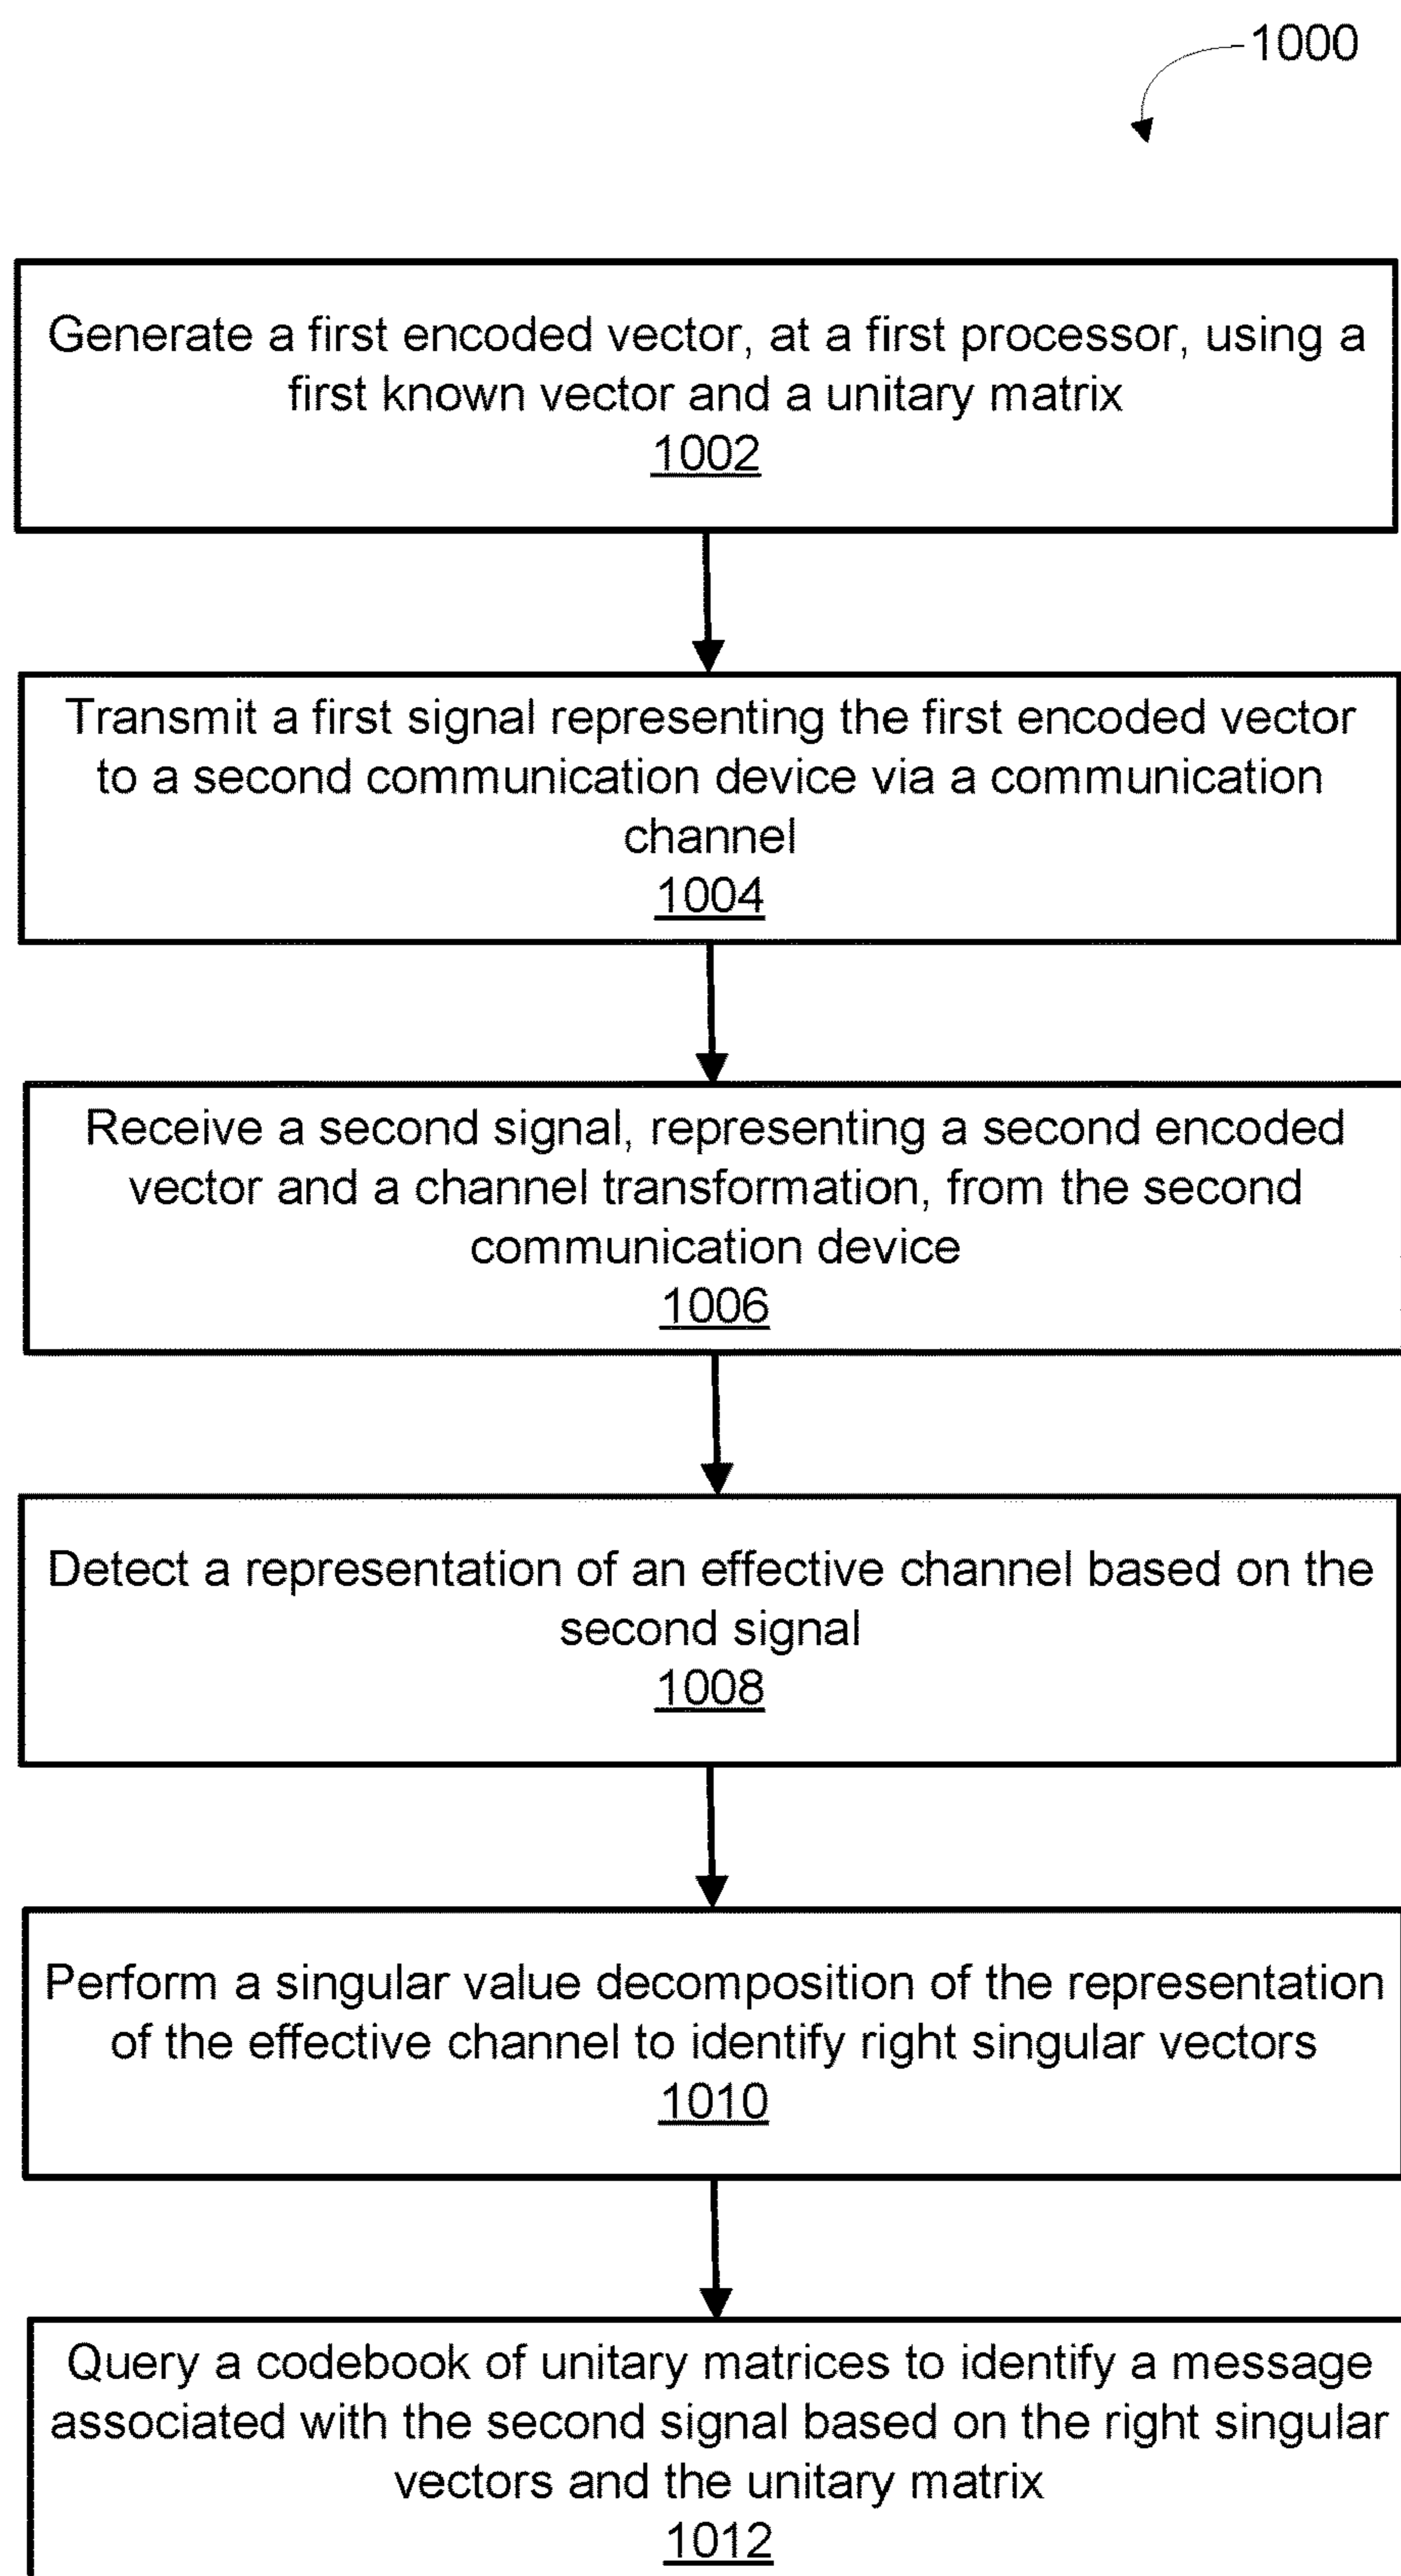 1000
Generate a first encoded vector, at a first processor, using a
first known vector and a unitary matrix
1002
Transmit a first signal representing the first encoded vector
to a second communication device via a communication
channel
1004
Receive a second signal, representing a second encoded
vector and a channel transformation, from the second
communication device
1006
Detect a representation of an effective channel based on the
second signal
1008
Perform a singular value decomposition of the representation
of the effective channel to identify right singular vectors
1010
Query a codebook of unitary matrices to identify a message
associated with the second signal based on the right singular
vectors and the unitary matrix
1012